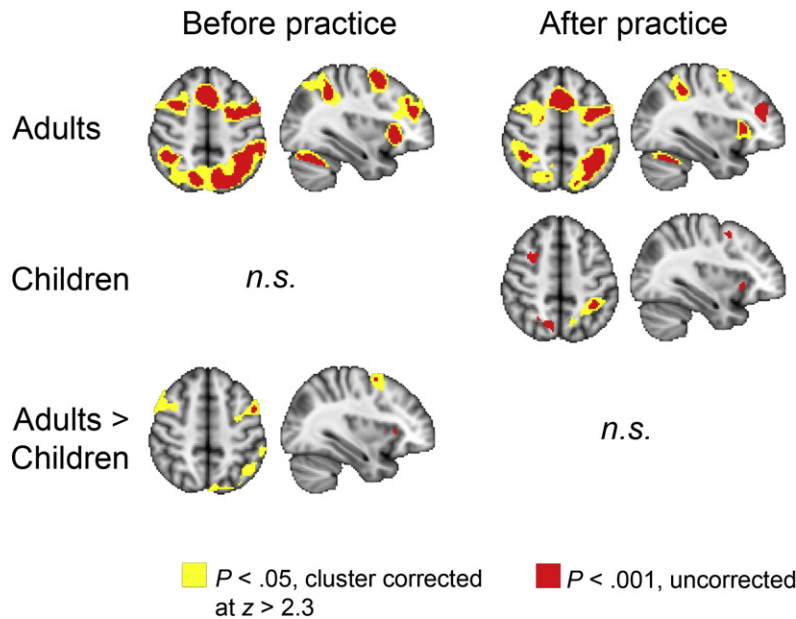 Before practice
After practice
Adults
Children
n.s.
Adults >
Children
n.s.
P < .05, cluster corrected
at z > 2.3
P < .001, uncorrected